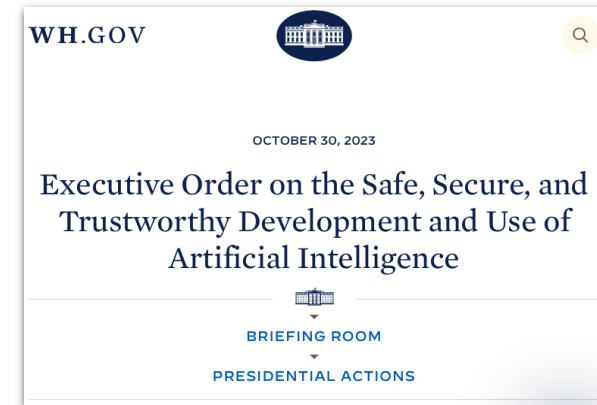 WH.GOV
OCTOBER 30, 2023
Executive Order on the Safe, Secure, and
Trustworthy Development and Use of
Artificial Intelligence
BRIEFING ROOM
PRESIDENTIAL ACTIONS